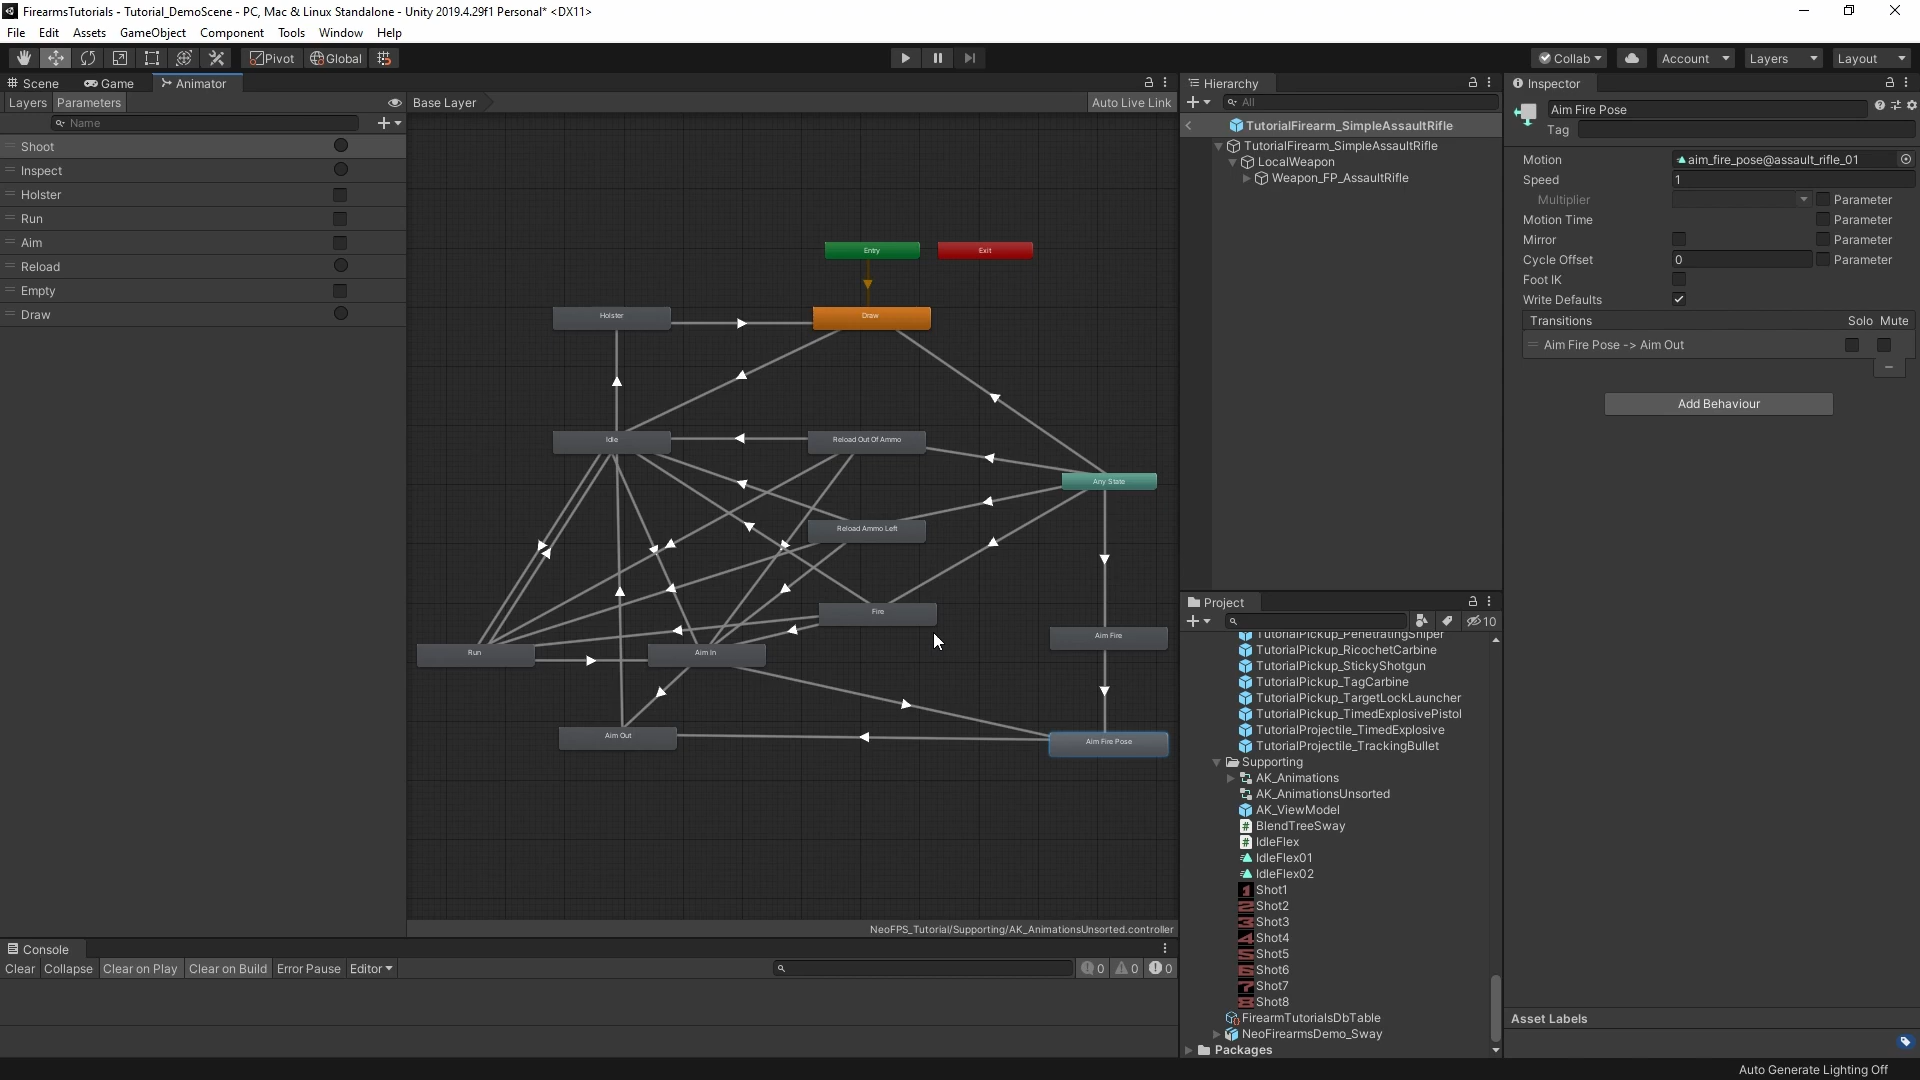 FirearmsTutorials - Tutorial_DemoScene - PC, Mac & Linux Standalone - Unity 2019.4.29f1 Personal* <DX11>
File Edit Assets GameObject Component Tools Window Help
Pivot Global Collab Account Layers Layout
Scene Game Animator
Layers Parameters
Base Layer
Auto Live Link
Name
Shoot
Inspect
Holster
Run
Aim
Reload
Empty
Draw
Entry
Exit
Holster
Draw
Idle
Reload Out Of Ammo
Any State
Reload Ammo Left
Fire
Aim Fire
Run
Aim In
Aim Out
Aim Fire Pose
NeoFPS_Tutorial/Supporting/AK_AnimationsUnsorted.controller
Console
Clear Collapse Clear on Play Clear on Build Error Pause Editor
0 0 0
Hierarchy
All
TutorialFirearm_SimpleAssaultRifle
TutorialFirearm_SimpleAssaultRifle
LocalWeapon
Weapon_FP_AssaultRifle
Project
10
TutorialPickup_PenetratingSniper
TutorialPickup_RicochetCarbine
TutorialPickup_StickyShotgun
TutorialPickup_TagCarbine
TutorialPickup_TargetLockLauncher
TutorialPickup_TimedExplosivePistol
TutorialProjectile_TimedExplosive
TutorialProjectile_TrackingBullet
Supporting
AK_Animations
AK_AnimationsUnsorted
AK_ViewModel
BlendTreeSway
IdleFlex
IdleFlex01
IdleFlex02
Shot1
Shot2
Shot3
Shot4
Shot5
Shot6
Shot7
Shot8
FirearmTutorialsDbTable
NeoFirearmsDemo_Sway
Packages
Inspector
Aim Fire Pose
Tag
Motion aim_fire_pose@assault_rifle_01
Speed 1
Multiplier Parameter
Motion Time Parameter
Mirror Parameter
Cycle Offset 0 Parameter
Foot IK
Write Defaults
Transitions Solo Mute
Aim Fire Pose -> Aim Out
Add Behaviour
Asset Labels
Auto Generate Lighting Off